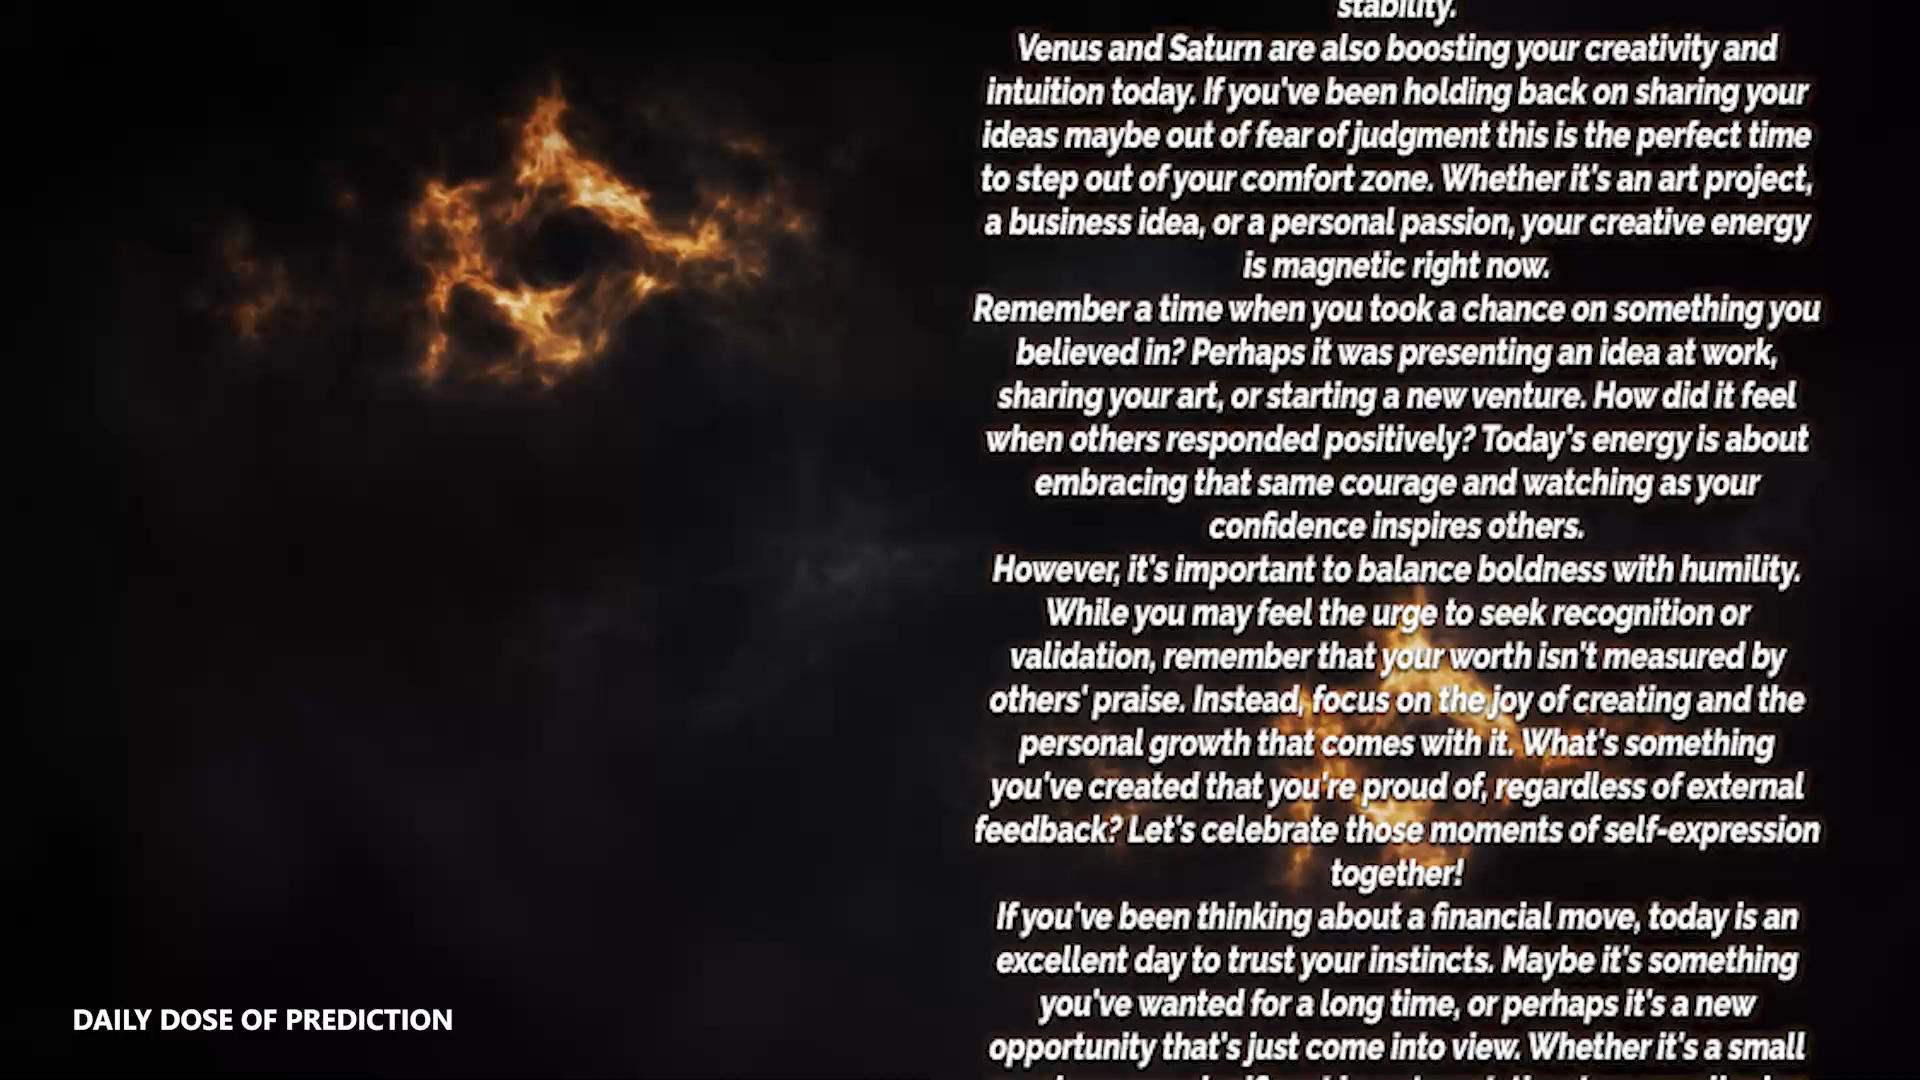 stability.
Venus and Saturn are also boosting your creativity and
intuition today. If you've been holding back on sharing your
ideas maybe out of fear of judgment this is the perfect time
to step out of your comfort zone. Whether it's an art project,
a business idea, or a personal passion, your creative energy
is magnetic right now.
Remember a time when you took a chance on something you
believed in? Perhaps it was presenting an idea at work,
sharing your art, or starting a new venture. How did it feel
when others responded positively? Today's energy is about
embracing that same courage and watching as your
confidence inspires others.
However, it's important to balance boldness with humility.
While you may feel the urge to seek recognition or
validation, remember that your worth isn't measured by
others' praise. Instead, focus on the joy of creating and the
personal growth that comes with it. What's something
you've created that you're proud of, regardless of external
feedback? Let's celebrate those moments of self-expression
together!
If you've been thinking about a financial move, today is an
excellent day to trust your instincts. Maybe it's something
you've wanted for a long time, or perhaps it's a new
opportunity that's just come into view. Whether it's a small
DAILY DOSE OF PREDICTION